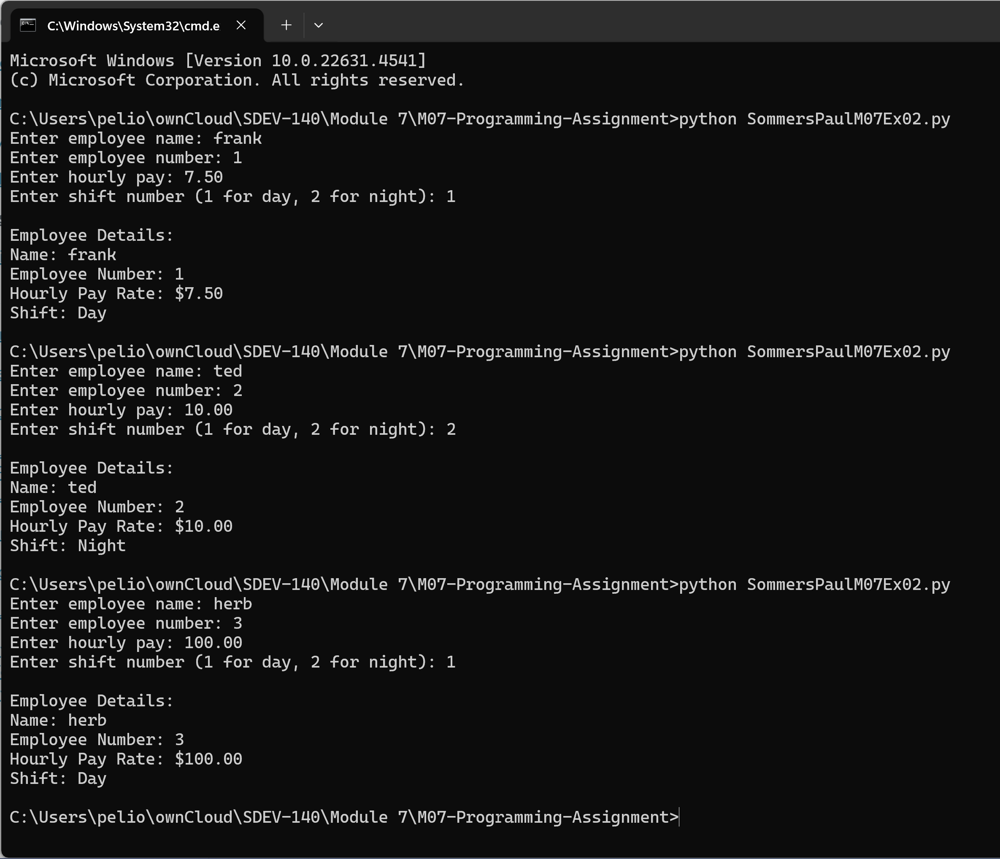 C:\Windows\System32\cmd.e
Microsoft Windows [Version 10.0.22631.4541]
(c) Microsoft Corporation. All rights reserved.
C:\Users\pelio\ownCloud\SDEV-140\Module 7\M07-Programming-Assignment>python SommersPaulM07Ex02.py
Enter employee name: frank
Enter employee number: 1
Enter hourly pay: 7.50
Enter shift number (1 for day, 2 for night): 1
Employee Details:
Name: frank
Employee Number: 1
Hourly Pay Rate: $7.50
Shift: Day
C:\Users\pelio\ownCloud\SDEV-140\Module 7\M07-Programming-Assignment>python SommersPaulM07Ex02.py
Enter employee name: ted
Enter employee number: 2
Enter hourly pay: 10.00
Enter shift number (1 for day, 2 for night): 2
Employee Details:
Name: ted
Employee Number: 2
Hourly Pay Rate: $10.00
Shift: Night
C:\Users\pelio\ownCloud\SDEV-140\Module 7\M07-Programming-Assignment>python SommersPaulM07Ex02.py
Enter employee name: herb
Enter employee number: 3
Enter hourly pay: 100.00
Enter shift number (1 for day, 2 for night): 1
Employee Details:
Name: herb
Employee Number: 3
Hourly Pay Rate: $100.00
Shift: Day
C:\Users\pelio\ownCloud\SDEV-140\Module 7\M07-Programming-Assignment>